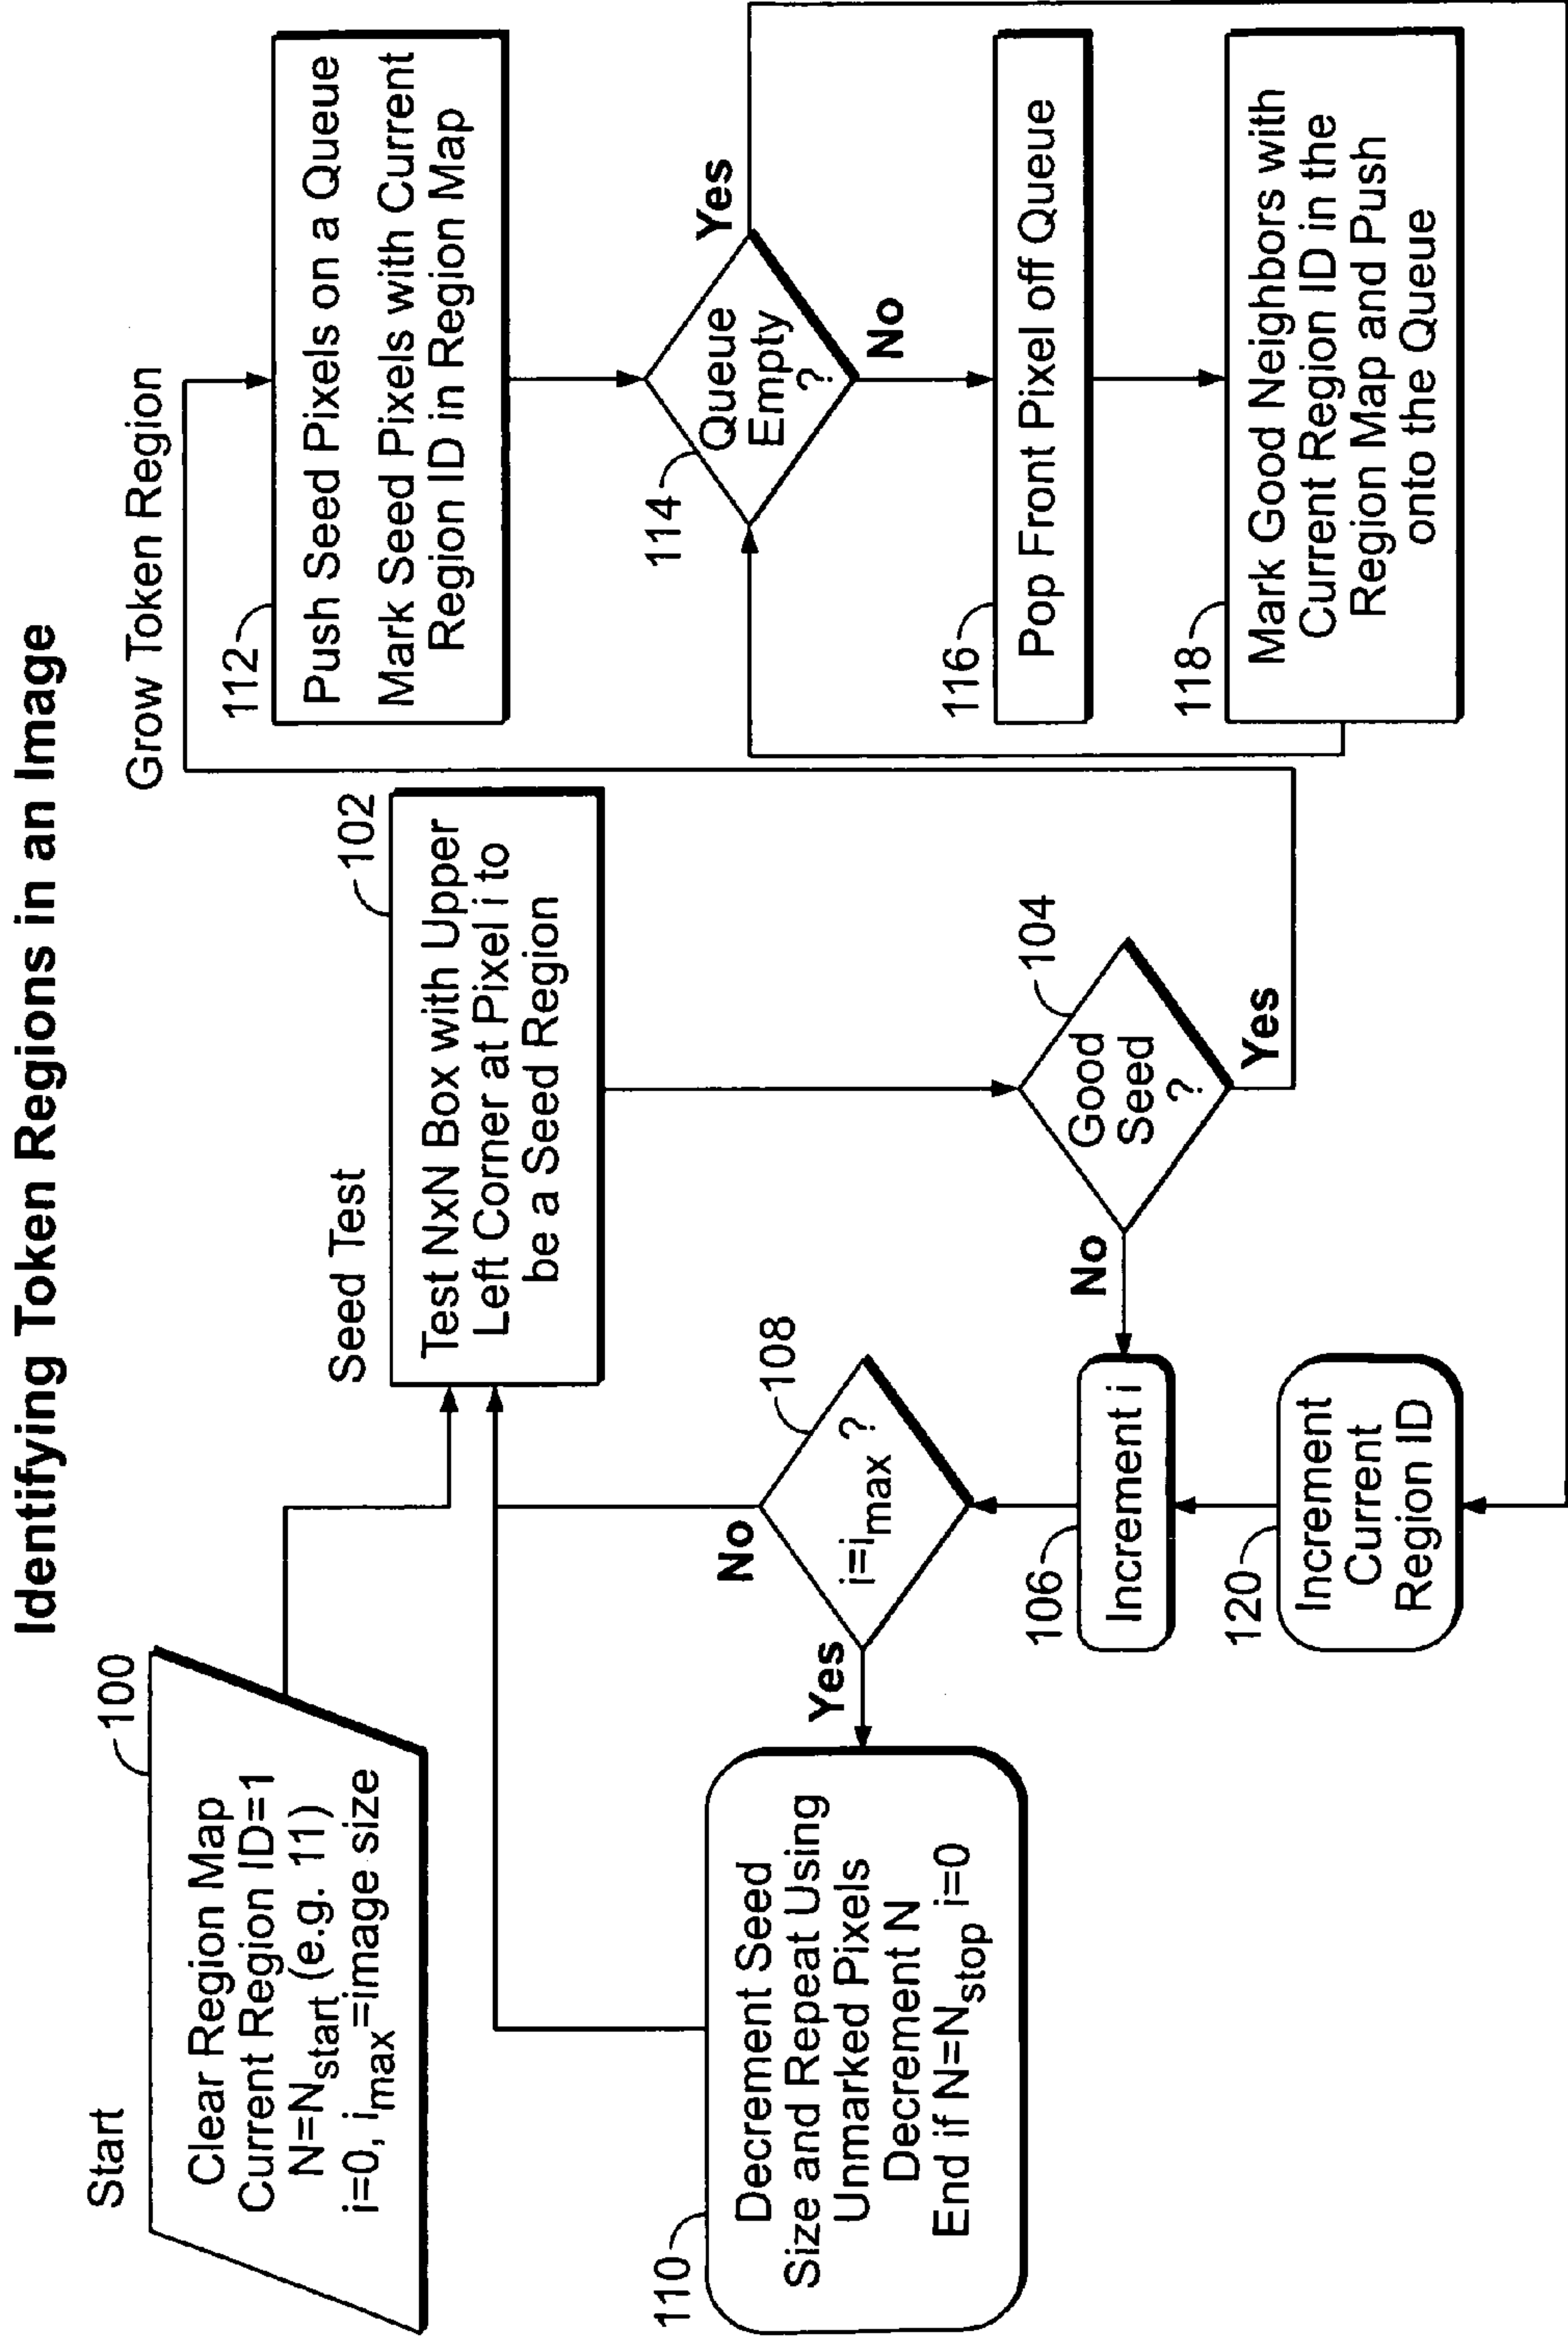 Identifying Token Regions in an Image
Start
100
Clear Region Map
Current Region ID=1
N=Nstart (e.g. 11)
i=0, imax=image size
Seed Test
102
Test NxN Box with Upper
Left Corner at Pixel i to
be a Seed Region
104
Good
Seed
?
No
Yes
106
Increment i
108
i=imax ?
No
Yes
110
Decrement Seed
Size and Repeat Using
Unmarked Pixels
Decrement N
End if N=Nstop i=0
Grow Token Region
112
Push Seed Pixels on a Queue
Mark Seed Pixels with Current
Region ID in Region Map
114
Queue
Empty
?
Yes
No
116
Pop Front Pixel off Queue
118
Mark Good Neighbors with
Current Region ID in the
Region Map and Push
onto the Queue
120
Increment
Current
Region ID